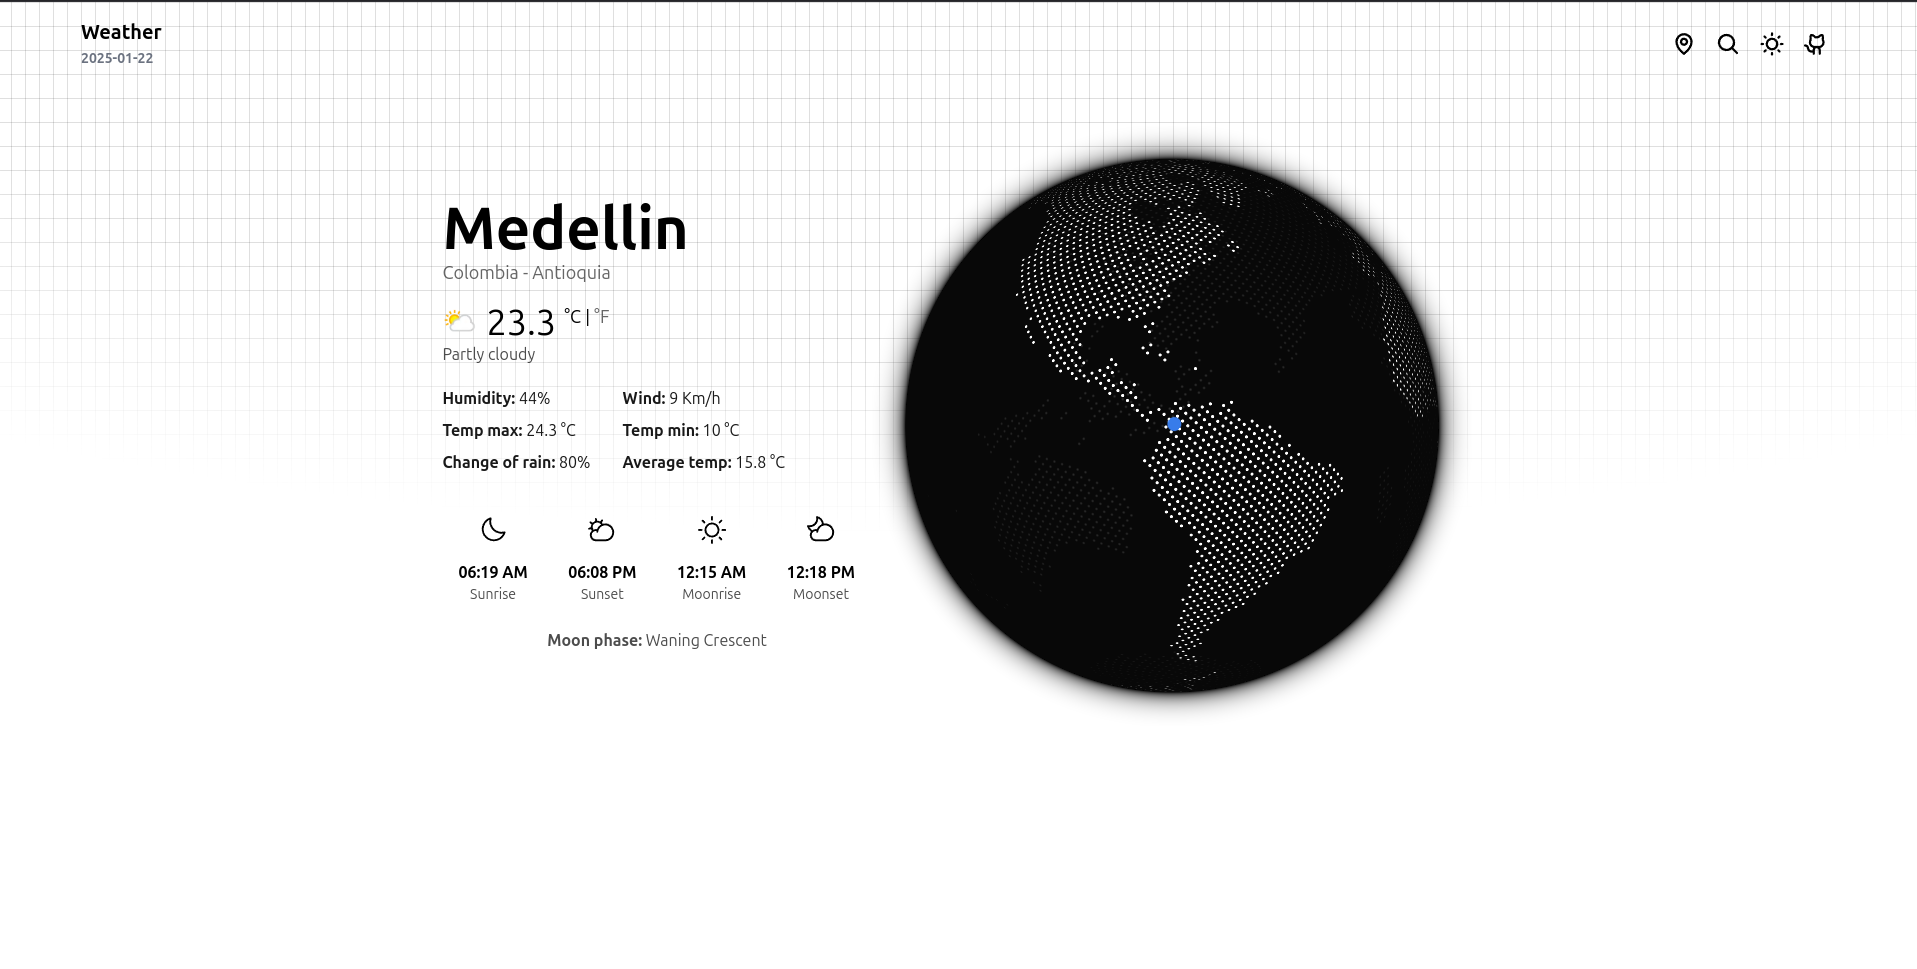 Weather
2025-01-22
Medellin
Colombia - Antioquia
23.3 °C | °F
Partly cloudy
Humidity: 44% Wind: 9 Km/h
Temp max: 24.3 °C Temp min: 10 °C
Change of rain: 80% Average temp: 15.8 °C
06:19 AM 06:08 PM 12:15 AM 12:18 PM
Sunrise Sunset Moonrise Moonset
Moon phase: Waning Crescent